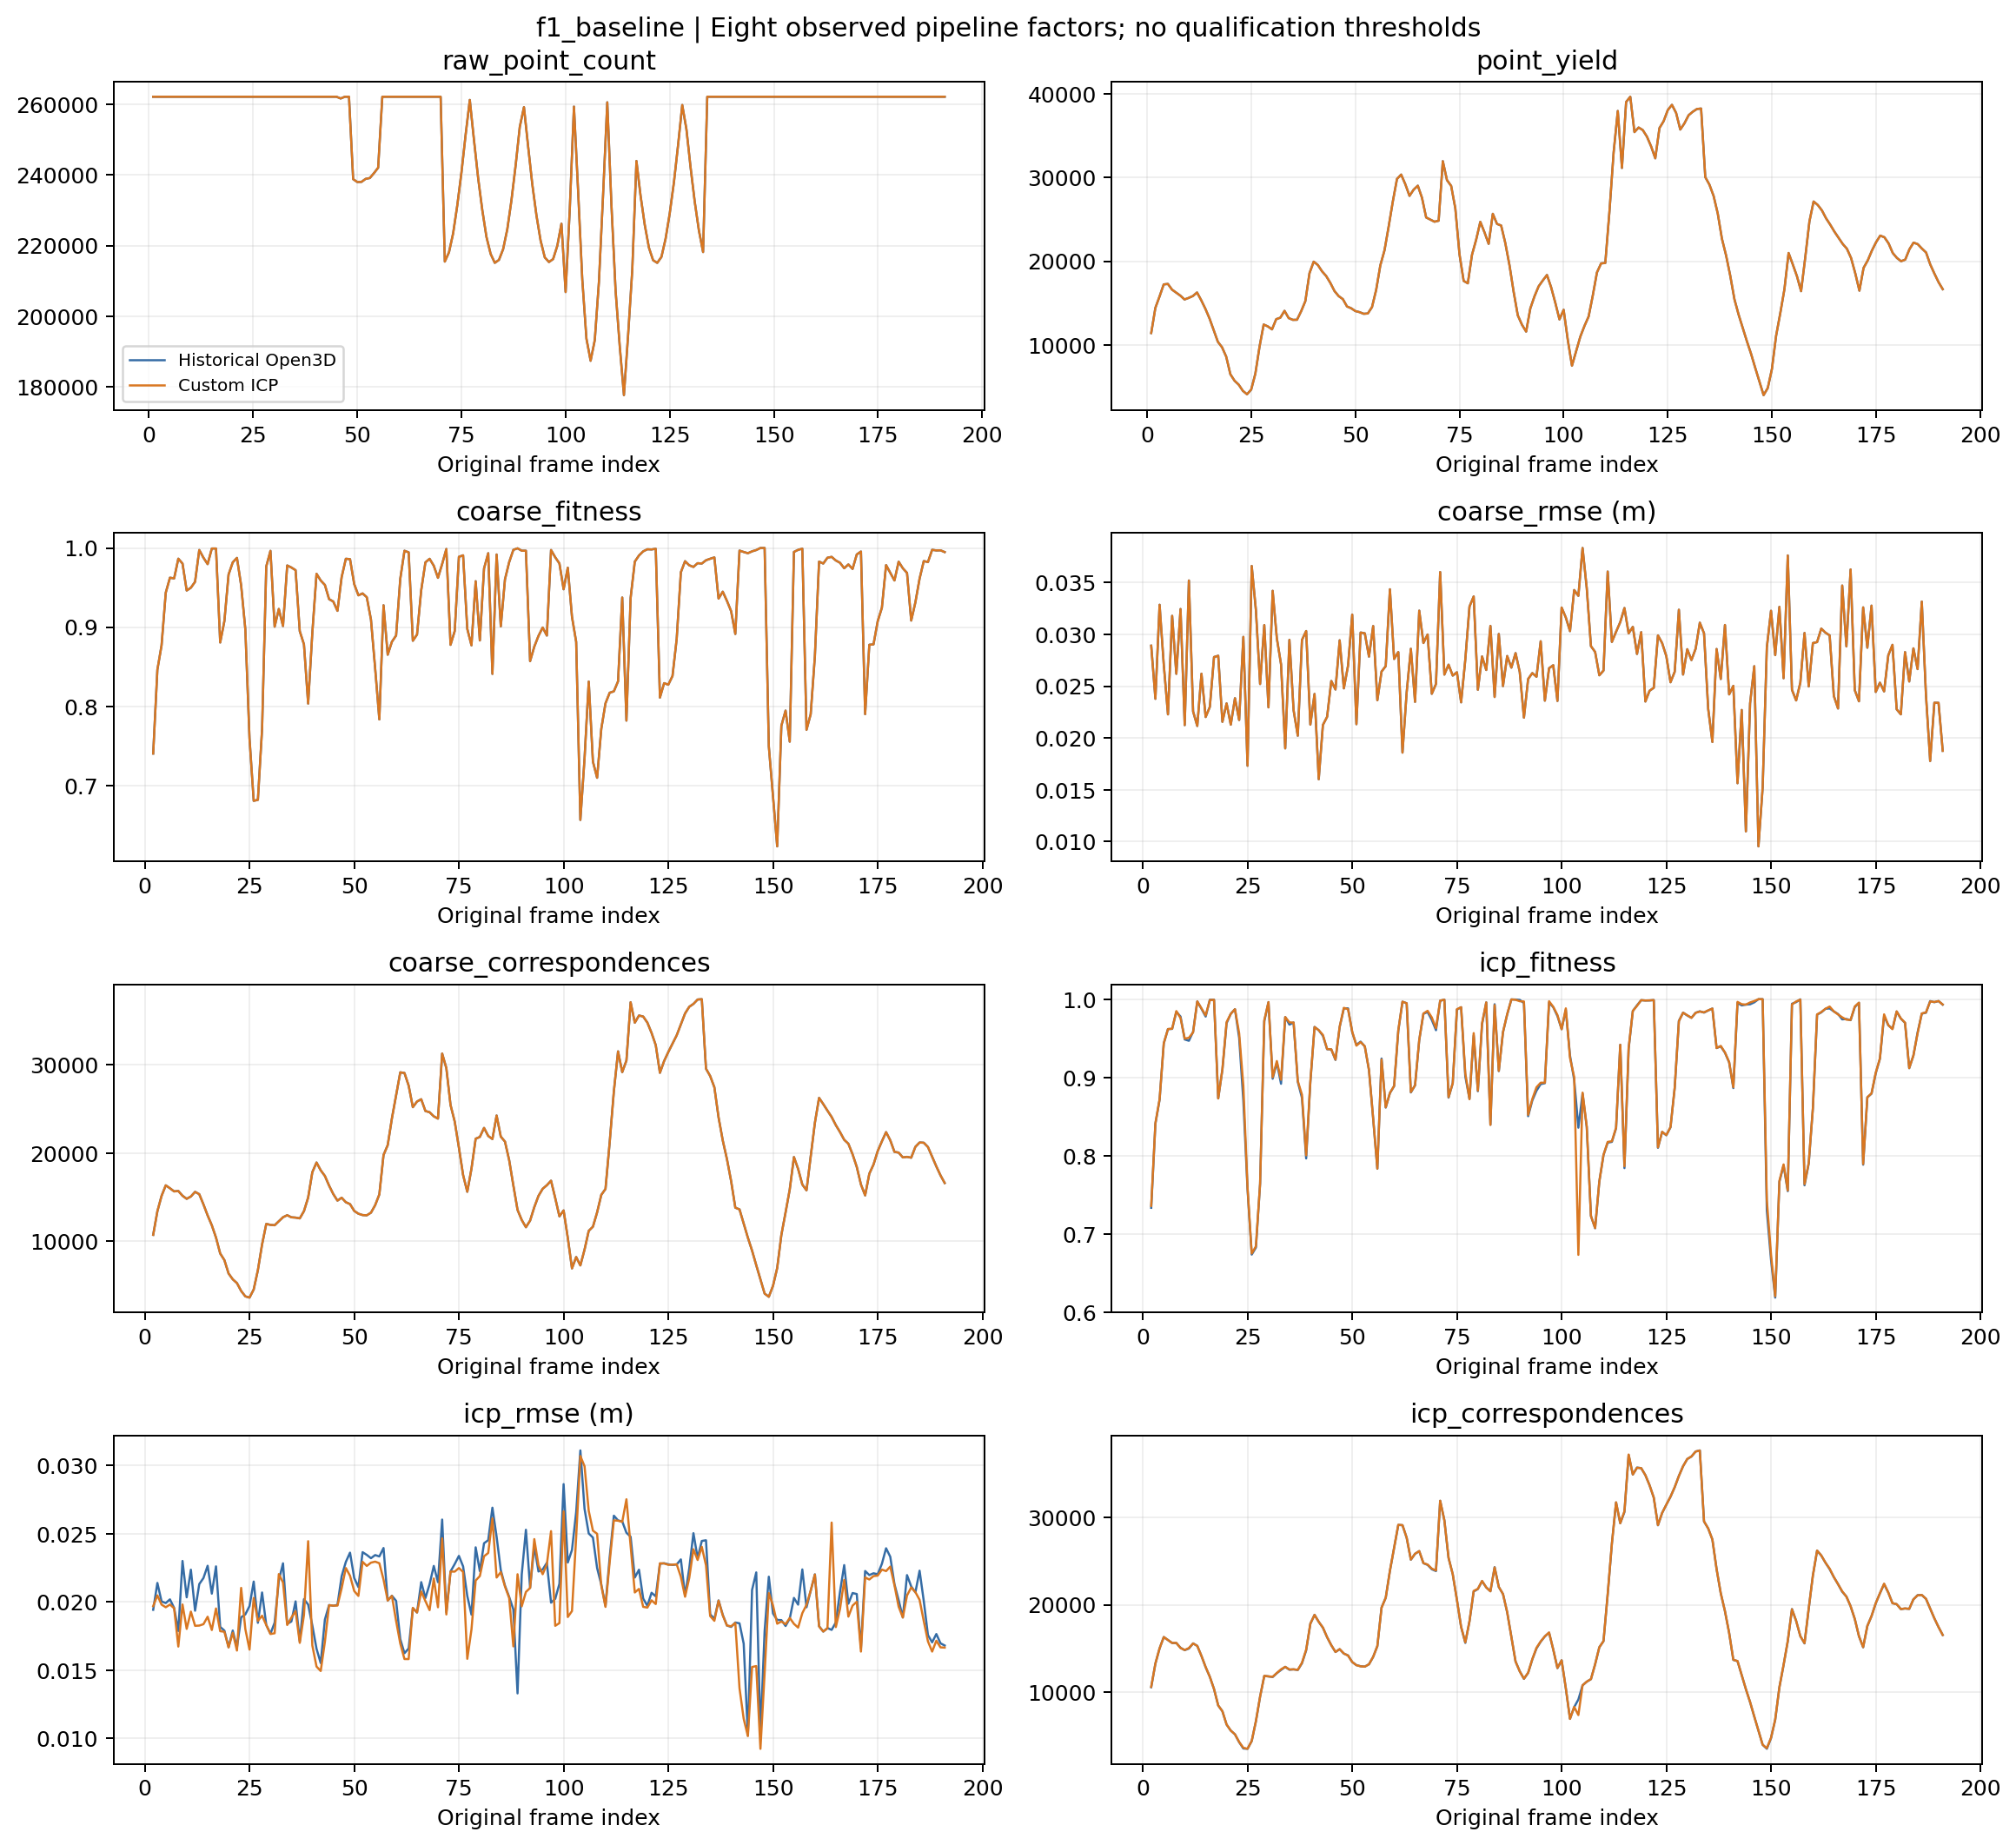 f1_baseline | Eight observed pipeline factors; no qualification thresholds
raw_point_count
260000
240000
220000
200000
180000
Historical Open3D
Custom ICP
0 25 50 75 100 125 150 175 200
Original frame index
point_yield
40000
30000
20000
10000
0 25 50 75 100 125 150 175 200
Original frame index
coarse_fitness
1.0
0.9
0.8
0.7
0 25 50 75 100 125 150 175 200
Original frame index
coarse_rmse (m)
0.035
0.030
0.025
0.020
0.015
0.010
0 25 50 75 100 125 150 175 200
Original frame index
coarse_correspondences
30000
20000
10000
0 25 50 75 100 125 150 175 200
Original frame index
icp_fitness
1.0
0.9
0.8
0.7
0.6
0 25 50 75 100 125 150 175 200
Original frame index
icp_rmse (m)
0.030
0.025
0.020
0.015
0.010
0 25 50 75 100 125 150 175 200
Original frame index
icp_correspondences
30000
20000
10000
0 25 50 75 100 125 150 175 200
Original frame index